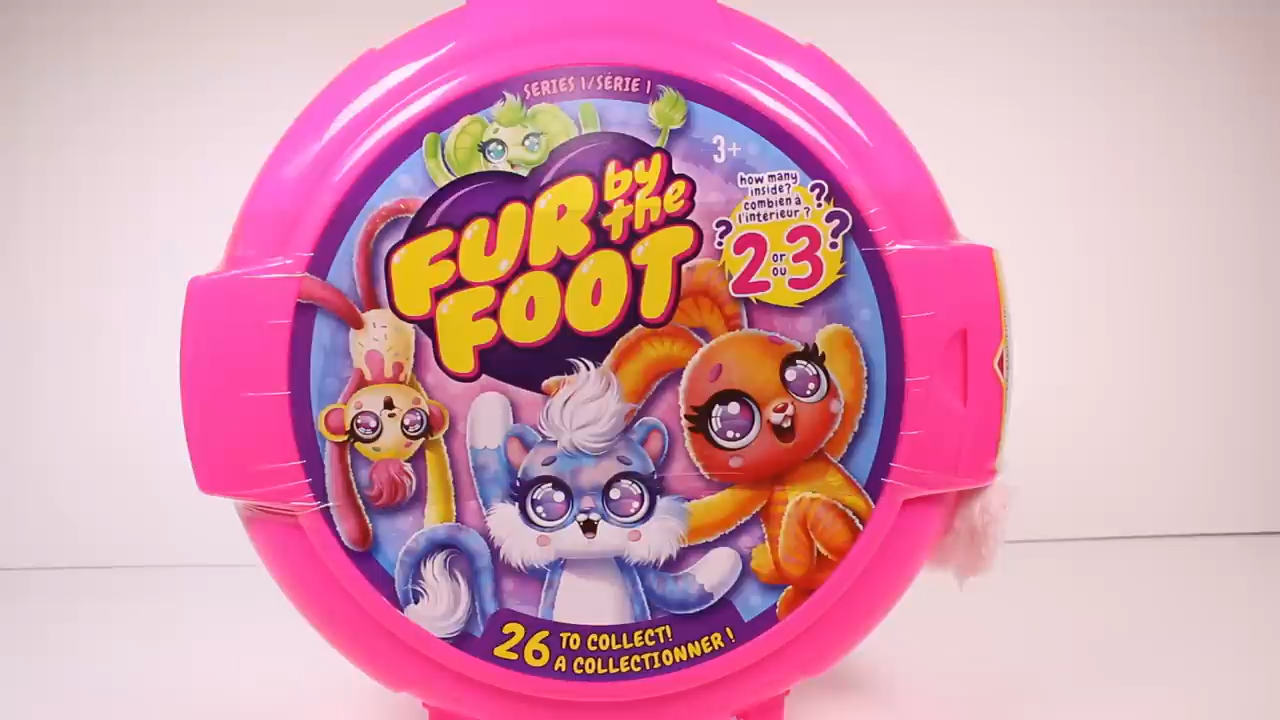 SERIES 1/SÉRIE 1
3+
FUR by the FOOT
how many
inside?
combien à
l'intérieur ?
2 or ou 3
26 TO COLLECT!
A COLLECTIONNER !